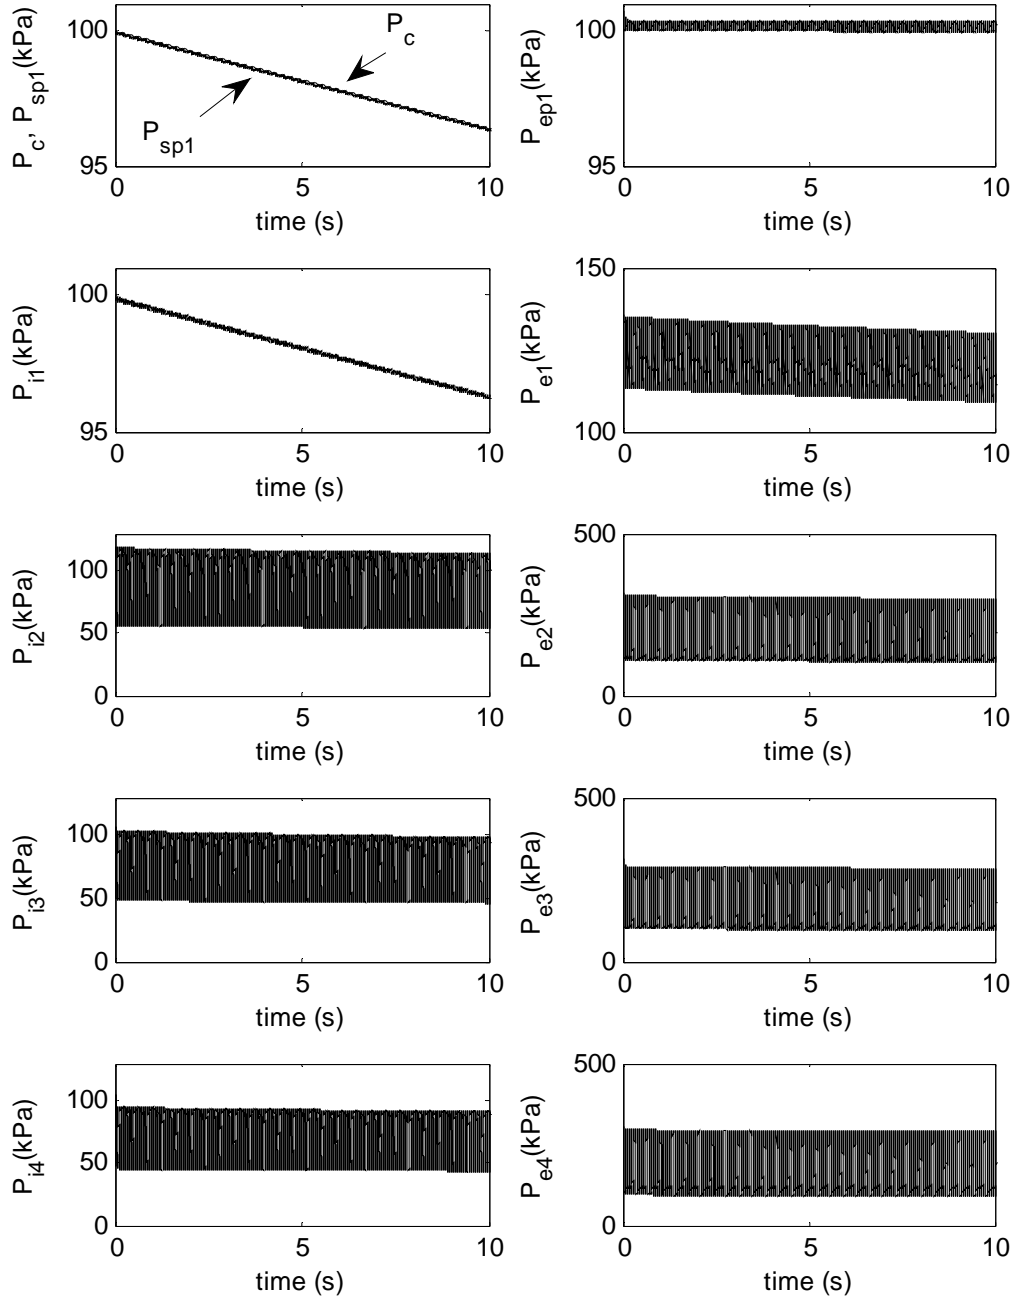 P_c, P_sp1(kPa)
100
95
P_c
P_sp1
0 5 10
time (s)
P_ep1(kPa)
100
95
0 5 10
time (s)
P_i1(kPa)
100
95
0 5 10
time (s)
P_e1(kPa)
150
100
0 5 10
time (s)
P_i2(kPa)
100
50
0
0 5 10
time (s)
P_e2(kPa)
500
0
0 5 10
time (s)
P_i3(kPa)
100
50
0
0 5 10
time (s)
P_e3(kPa)
500
0
0 5 10
time (s)
P_i4(kPa)
100
50
0
0 5 10
time (s)
P_e4(kPa)
500
0
0 5 10
time (s)